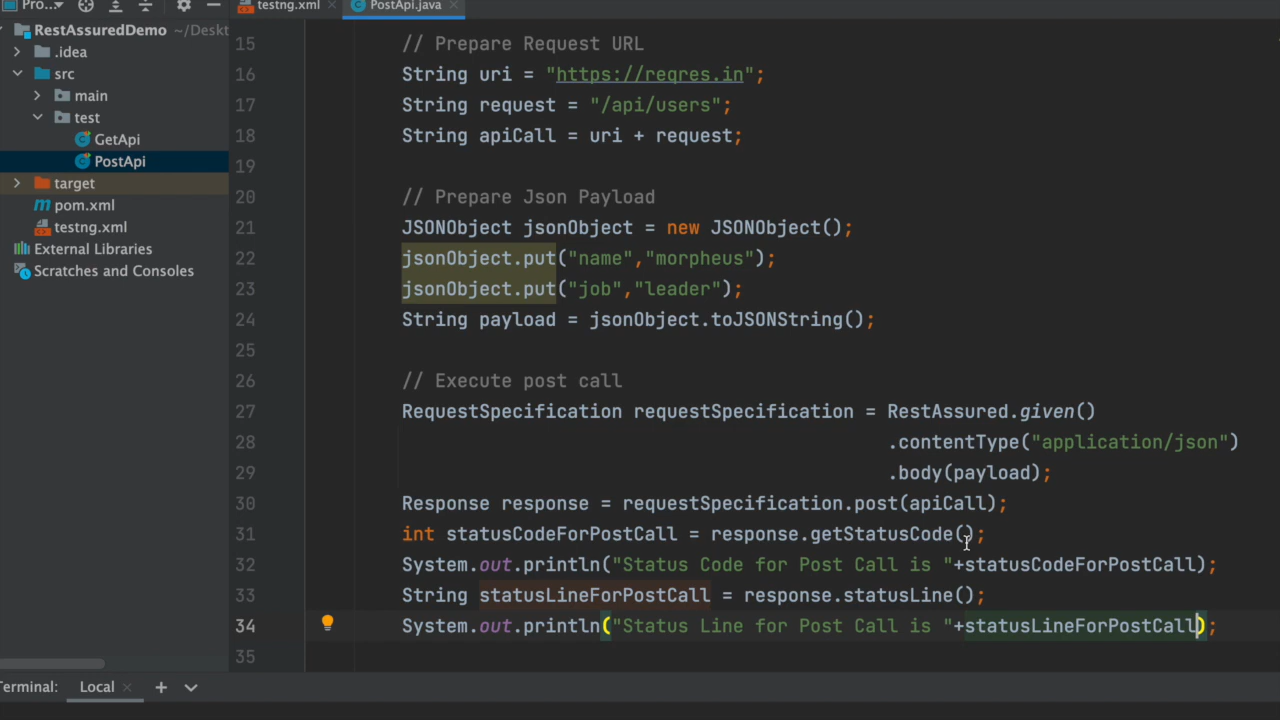 Pro...
testng.xml
PostApi.java
RestAssuredDemo ~/Deskt
.idea
src
main
test
GetApi
PostApi
target
pom.xml
testng.xml
External Libraries
Scratches and Consoles
15 // Prepare Request URL
16 String uri = "https://reqres.in";
17 String request = "/api/users";
18 String apiCall = uri + request;
19
20 // Prepare Json Payload
21 JSONObject jsonObject = new JSONObject();
22 jsonObject.put("name","morpheus");
23 jsonObject.put("job","leader");
24 String payload = jsonObject.toJSONString();
25
26 // Execute post call
27 RequestSpecification requestSpecification = RestAssured.given()
28 .contentType("application/json")
29 .body(payload);
30 Response response = requestSpecification.post(apiCall);
31 int statusCodeForPostCall = response.getStatusCode();
32 System.out.println("Status Code for Post Call is "+statusCodeForPostCall);
33 String statusLineForPostCall = response.statusLine();
34 System.out.println("Status Line for Post Call is "+statusLineForPostCall);
35
Terminal: Local